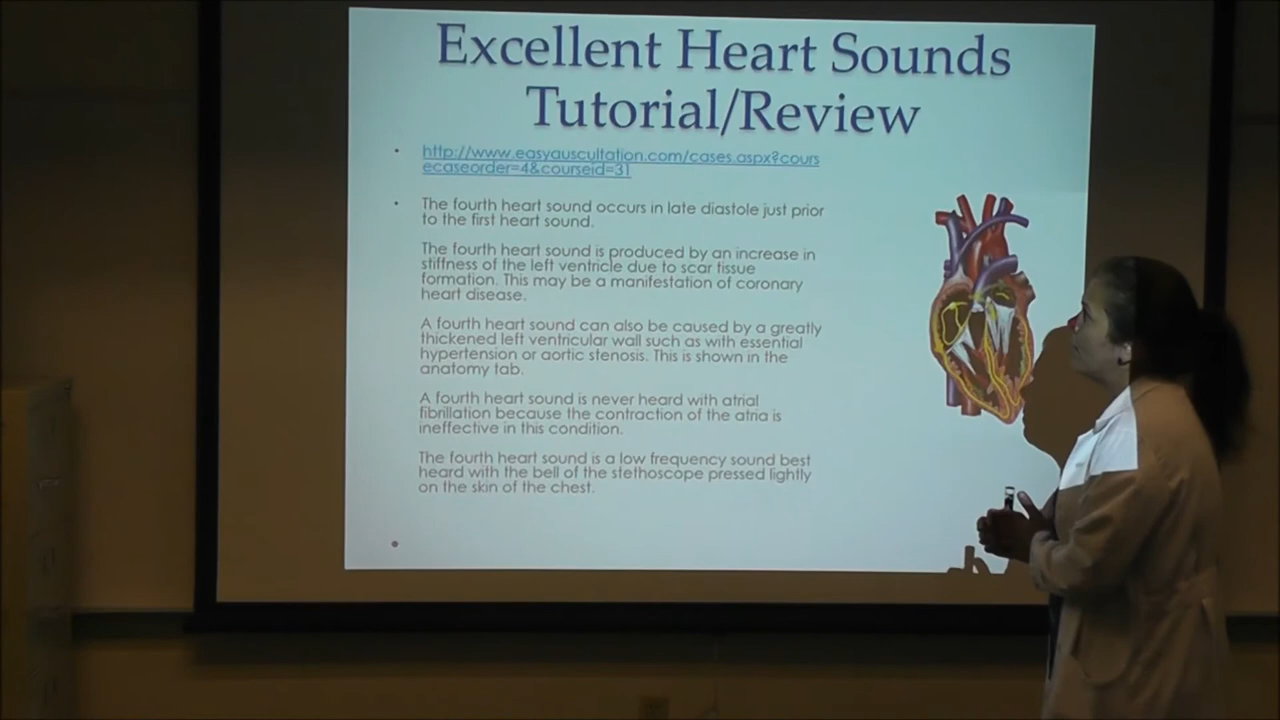 Excellent Heart Sounds
Tutorial/Review
http://www.easyauscultation.com/cases.aspx?cours
ecaseorder=4&courseid=31
The fourth heart sound occurs in late diastole just prior
to the first heart sound.
The fourth heart sound is produced by an increase in
stiffness of the left ventricle due to scar tissue
formation. This may be a manifestation of coronary
heart disease.
A fourth heart sound can also be caused by a greatly
thickened left ventricular wall such as with essential
hypertension or aortic stenosis. This is shown in the
anatomy tab.
A fourth heart sound is never heard with atrial
fibrillation because the contraction of the atria is
ineffective in this condition.
The fourth heart sound is a low frequency sound best
heard with the bell of the stethoscope pressed lightly
on the skin of the chest.